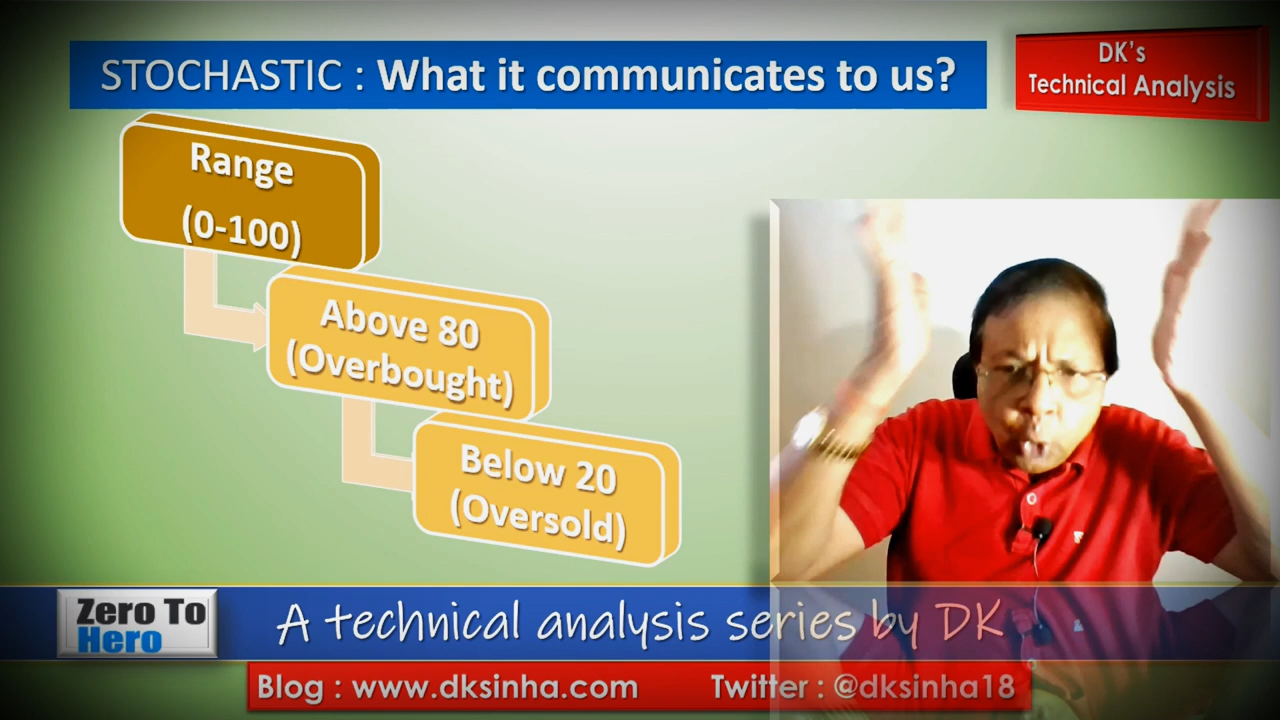 STOCHASTIC : What it communicates to us?
DK's
Technical Analysis
Range
(0-100)
Above 80
(Overbought)
Below 20
(Oversold)
Zero To
Hero
A technical analysis series by DK
Blog : www.dksinha.com Twitter : @dksinha18